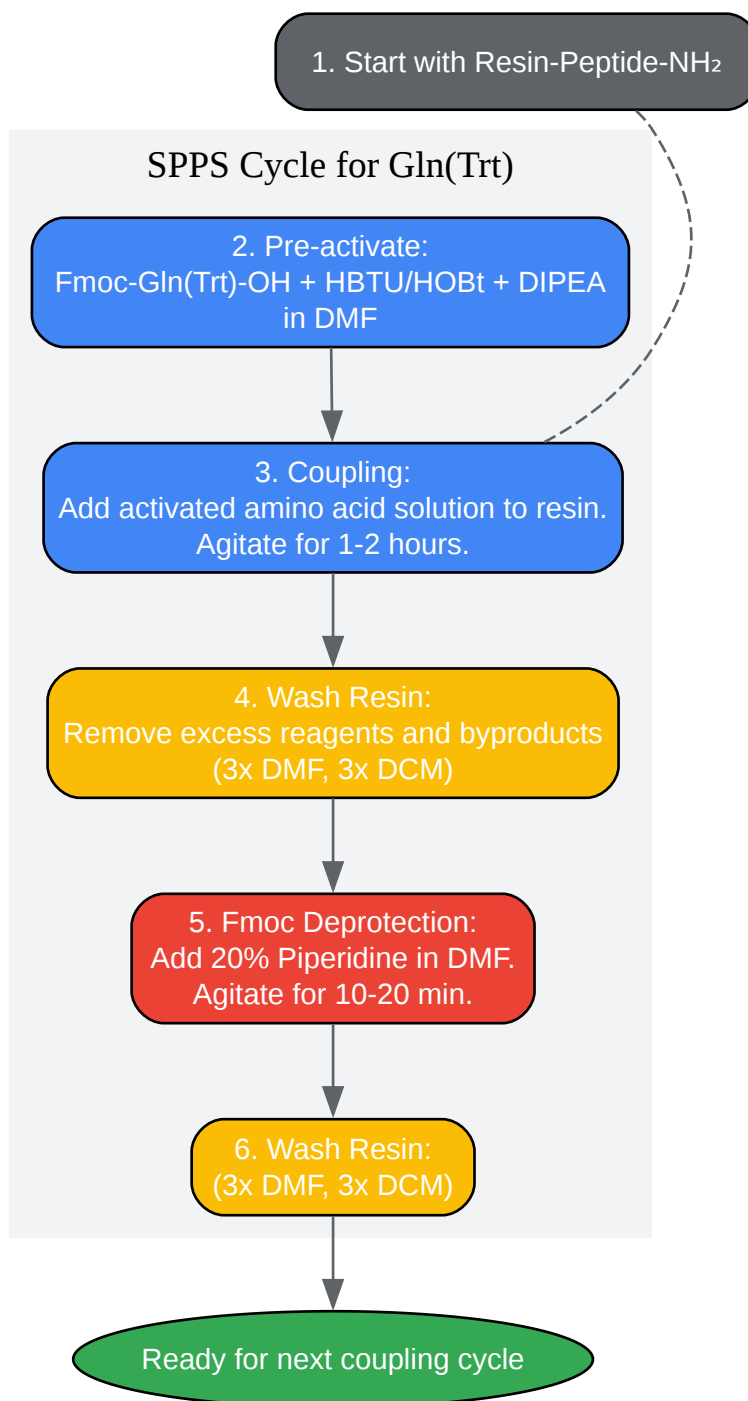 1. Start with Resin-Peptide-NH₂
SPPS Cycle for Gln(Trt)
2. Pre-activate:
Fmoc-Gln(Trt)-OH + HBTU/HOBt + DIPEA
in DMF
3. Coupling:
Add activated amino acid solution to resin.
Agitate for 1-2 hours.
4. Wash Resin:
Remove excess reagents and byproducts
(3x DMF, 3x DCM)
5. Fmoc Deprotection:
Add 20% Piperidine in DMF.
Agitate for 10-20 min.
6. Wash Resin:
(3x DMF, 3x DCM)
Ready for next coupling cycle